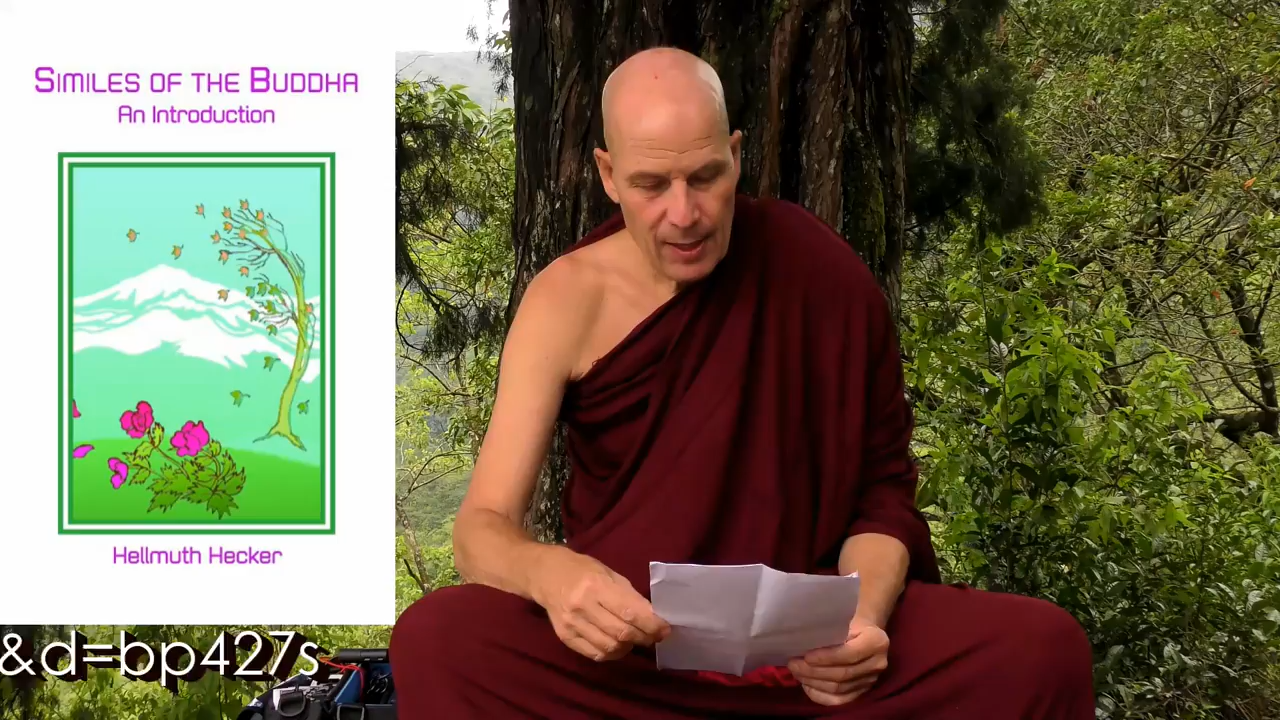 SIMILES OF THE BUDDHA
An Introduction
Hellmuth Hecker
&d=bp427s